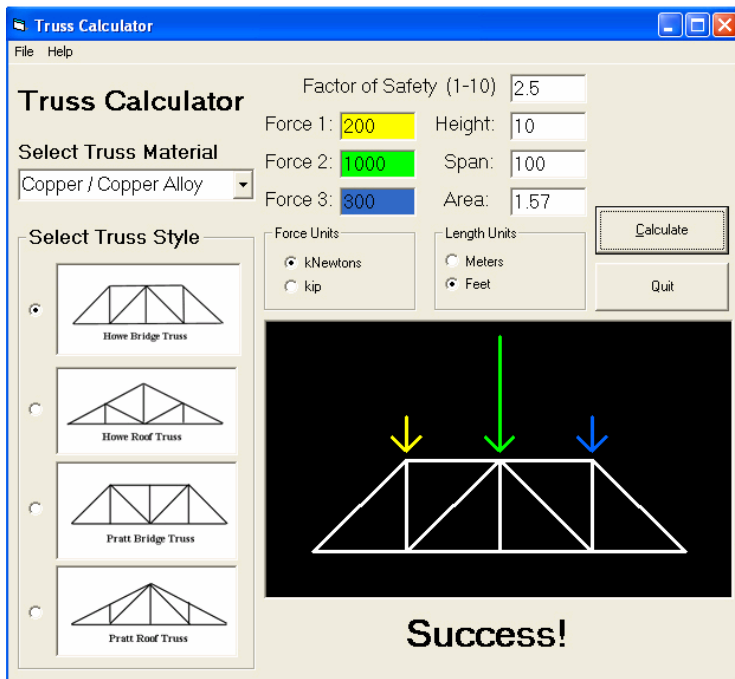 Truss Calculator
File Help
Truss Calculator
Select Truss Material
Copper / Copper Alloy
Select Truss Style
Howe Bridge Truss
Howe Roof Truss
Pratt Bridge Truss
Pratt Roof Truss
Factor of Safety (1-10) 2.5
Force 1: 200 Height: 10
Force 2: 1000 Span: 100
Force 3: 300 Area: 1.57
Force Units
kNewtons
kip
Length Units
Meters
Feet
Calculate
Quit
Success!